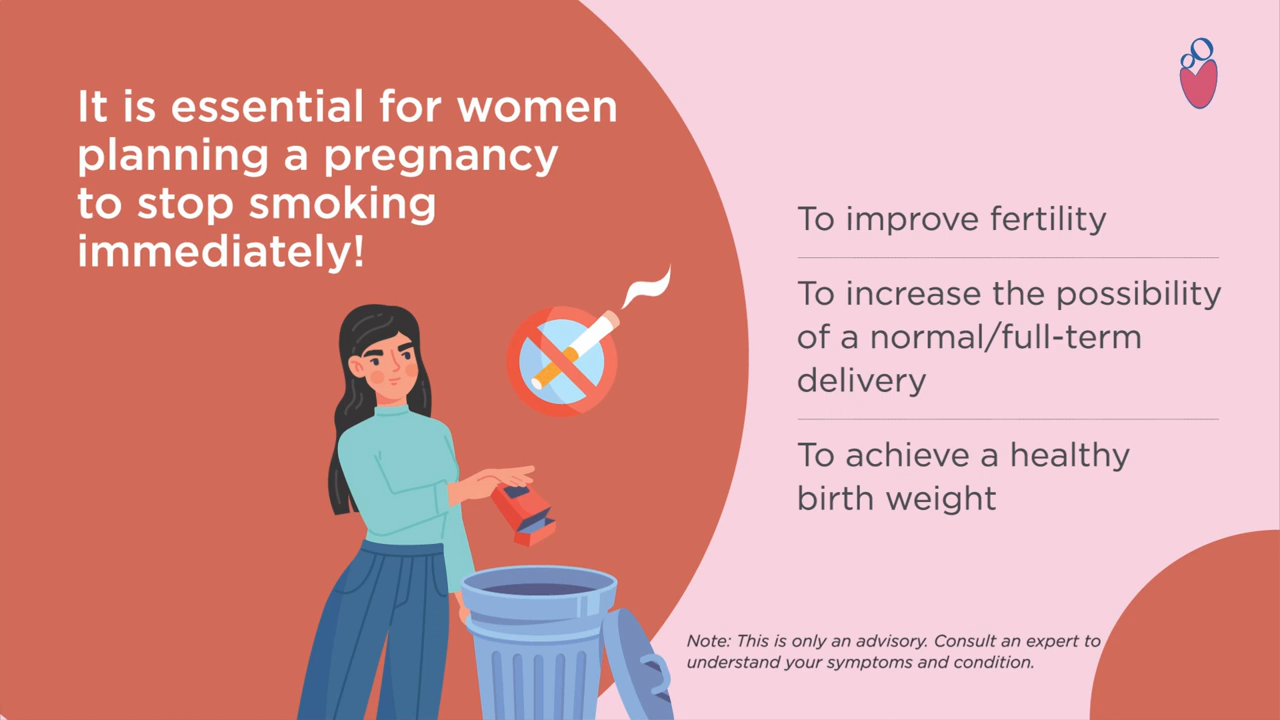 It is essential for women
planning a pregnancy
to stop smoking
immediately!
To improve fertility
To increase the possibility
of a normal/full-term
delivery
To achieve a healthy
birth weight
Note: This is only an advisory. Consult an expert to
understand your symptoms and condition.